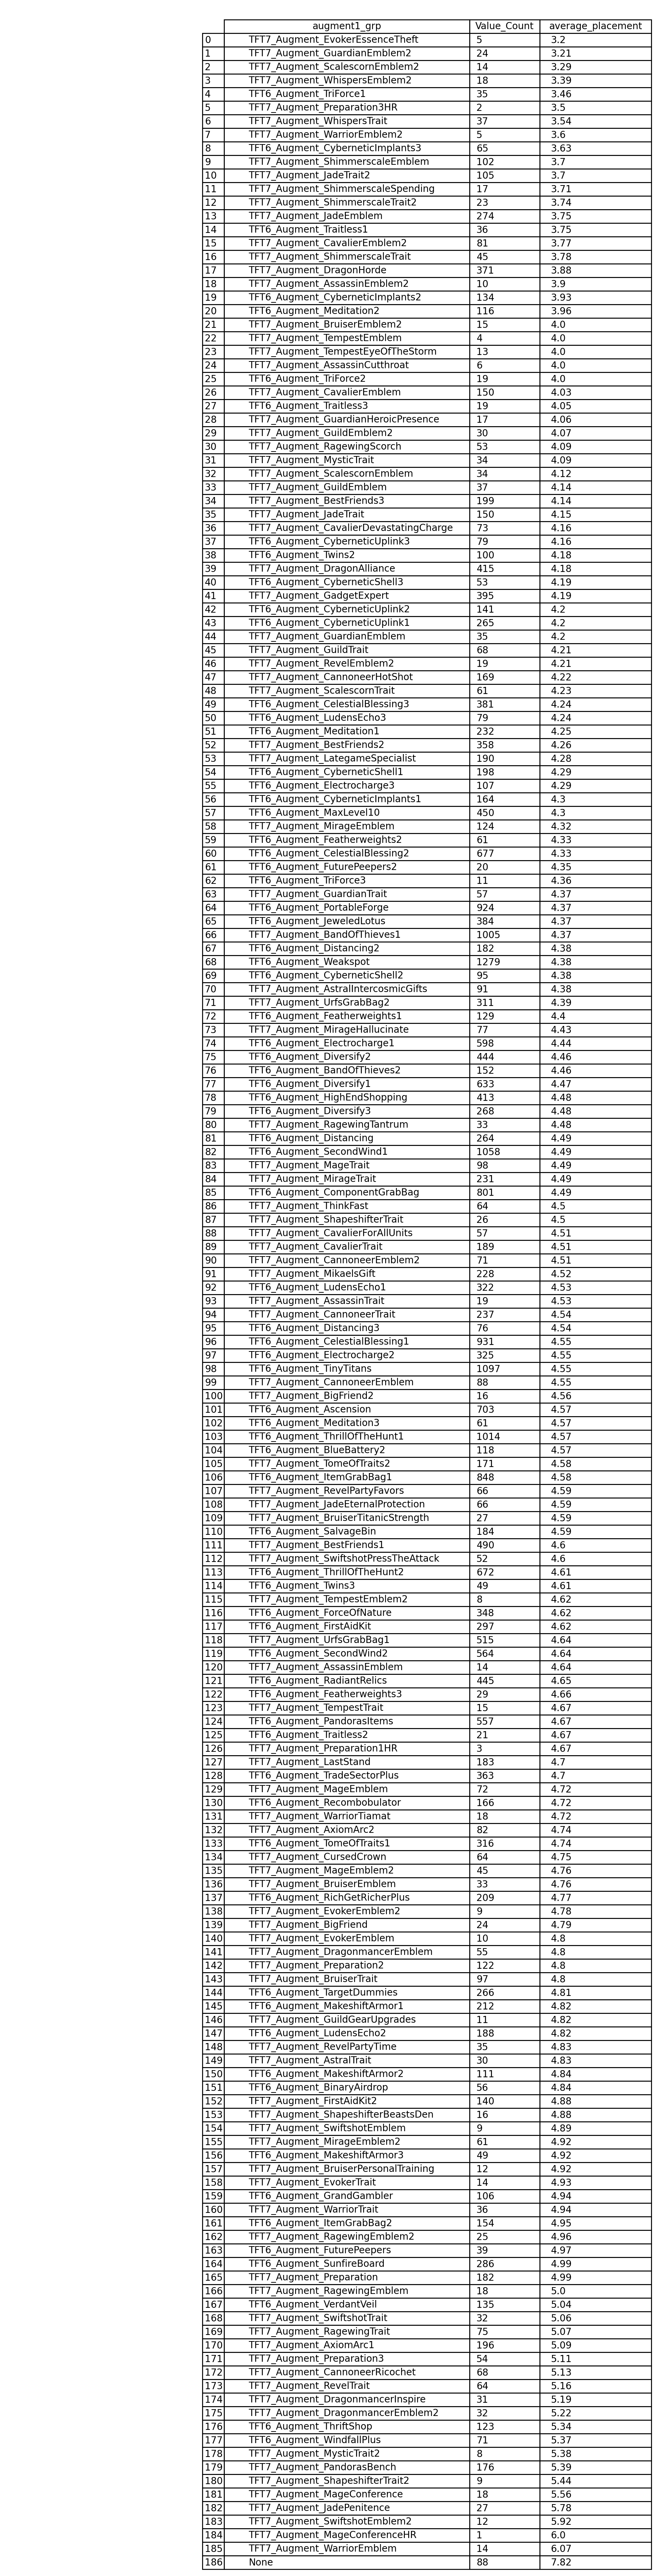 augment1_grp Value_Count average_placement
0 TFT7_Augment_EvokerEssenceTheft 5 3.2
1 TFT7_Augment_GuardianEmblem2 24 3.21
2 TFT7_Augment_ScalescornEmblem2 14 3.29
3 TFT7_Augment_WhispersEmblem2 18 3.39
4 TFT6_Augment_TriForce1 35 3.46
5 TFT7_Augment_Preparation3HR 2 3.5
6 TFT7_Augment_WhispersTrait 37 3.54
7 TFT7_Augment_WarriorEmblem2 5 3.6
8 TFT6_Augment_CyberneticImplants3 65 3.63
9 TFT7_Augment_ShimmerscaleEmblem 102 3.7
10 TFT7_Augment_JadeTrait2 105 3.7
11 TFT7_Augment_ShimmerscaleSpending 17 3.71
12 TFT7_Augment_ShimmerscaleTrait2 23 3.74
13 TFT7_Augment_JadeEmblem 274 3.75
14 TFT6_Augment_Traitless1 36 3.75
15 TFT7_Augment_CavalierEmblem2 81 3.77
16 TFT7_Augment_ShimmerscaleTrait 45 3.78
17 TFT7_Augment_DragonHorde 371 3.88
18 TFT7_Augment_AssassinEmblem2 10 3.9
19 TFT6_Augment_CyberneticImplants2 134 3.93
20 TFT6_Augment_Meditation2 116 3.96
21 TFT7_Augment_BruiserEmblem2 15 4.0
22 TFT7_Augment_TempestEmblem 4 4.0
23 TFT7_Augment_TempestEyeOfTheStorm 13 4.0
24 TFT7_Augment_AssassinCutthroat 6 4.0
25 TFT6_Augment_TriForce2 19 4.0
26 TFT7_Augment_CavalierEmblem 150 4.03
27 TFT6_Augment_Traitless3 19 4.05
28 TFT7_Augment_GuardianHeroicPresence 17 4.06
29 TFT7_Augment_GuildEmblem2 30 4.07
30 TFT7_Augment_RagewingScorch 53 4.09
31 TFT7_Augment_MysticTrait 34 4.09
32 TFT7_Augment_ScalescornEmblem 34 4.12
33 TFT7_Augment_GuildEmblem 37 4.14
34 TFT7_Augment_BestFriends3 199 4.14
35 TFT7_Augment_JadeTrait 150 4.15
36 TFT7_Augment_CavalierDevastatingCharge 73 4.16
37 TFT6_Augment_CyberneticUplink3 79 4.16
38 TFT6_Augment_Twins2 100 4.18
39 TFT7_Augment_DragonAlliance 415 4.18
40 TFT6_Augment_CyberneticShell3 53 4.19
41 TFT7_Augment_GadgetExpert 395 4.19
42 TFT6_Augment_CyberneticUplink2 141 4.2
43 TFT6_Augment_CyberneticUplink1 265 4.2
44 TFT7_Augment_GuardianEmblem 35 4.2
45 TFT7_Augment_GuildTrait 68 4.21
46 TFT7_Augment_RevelEmblem2 19 4.21
47 TFT7_Augment_CannoneerHotShot 169 4.22
48 TFT7_Augment_ScalescornTrait 61 4.23
49 TFT6_Augment_CelestialBlessing3 381 4.24
50 TFT6_Augment_LudensEcho3 79 4.24
51 TFT6_Augment_Meditation1 232 4.25
52 TFT7_Augment_BestFriends2 358 4.26
53 TFT7_Augment_LategameSpecialist 190 4.28
54 TFT6_Augment_CyberneticShell1 198 4.29
55 TFT6_Augment_Electrocharge3 107 4.29
56 TFT6_Augment_CyberneticImplants1 164 4.3
57 TFT6_Augment_MaxLevel10 450 4.3
58 TFT7_Augment_MirageEmblem 124 4.32
59 TFT6_Augment_Featherweights2 61 4.33
60 TFT6_Augment_CelestialBlessing2 677 4.33
61 TFT7_Augment_FuturePeepers2 20 4.35
62 TFT6_Augment_TriForce3 11 4.36
63 TFT7_Augment_GuardianTrait 57 4.37
64 TFT6_Augment_PortableForge 924 4.37
65 TFT6_Augment_JeweledLotus 384 4.37
66 TFT7_Augment_BandOfThieves1 1005 4.37
67 TFT6_Augment_Distancing2 182 4.38
68 TFT6_Augment_Weakspot 1279 4.38
69 TFT6_Augment_CyberneticShell2 95 4.38
70 TFT7_Augment_AstralIntercosmicGifts 91 4.38
71 TFT7_Augment_UrfsGrabBag2 311 4.39
72 TFT6_Augment_Featherweights1 129 4.4
73 TFT7_Augment_MirageHallucinate 77 4.43
74 TFT6_Augment_Electrocharge1 598 4.44
75 TFT6_Augment_Diversify2 444 4.46
76 TFT6_Augment_BandOfThieves2 152 4.46
77 TFT6_Augment_Diversify1 633 4.47
78 TFT6_Augment_HighEndShopping 413 4.48
79 TFT6_Augment_Diversify3 268 4.48
80 TFT7_Augment_RagewingTantrum 33 4.48
81 TFT6_Augment_Distancing 264 4.49
82 TFT6_Augment_SecondWind1 1058 4.49
83 TFT7_Augment_MageTrait 98 4.49
84 TFT7_Augment_MirageTrait 231 4.49
85 TFT6_Augment_ComponentGrabBag 801 4.49
86 TFT7_Augment_ThinkFast 64 4.5
87 TFT7_Augment_ShapeshifterTrait 26 4.5
88 TFT7_Augment_CavalierForAllUnits 57 4.51
89 TFT7_Augment_CavalierTrait 189 4.51
90 TFT7_Augment_CannoneerEmblem2 71 4.51
91 TFT7_Augment_MikaelsGift 228 4.52
92 TFT6_Augment_LudensEcho1 322 4.53
93 TFT7_Augment_AssassinTrait 19 4.53
94 TFT7_Augment_CannoneerTrait 237 4.54
95 TFT6_Augment_Distancing3 76 4.54
96 TFT6_Augment_CelestialBlessing1 931 4.55
97 TFT6_Augment_Electrocharge2 325 4.55
98 TFT6_Augment_TinyTitans 1097 4.55
99 TFT7_Augment_CannoneerEmblem 88 4.55
100 TFT7_Augment_BigFriend2 16 4.56
101 TFT6_Augment_Ascension 703 4.57
102 TFT6_Augment_Meditation3 61 4.57
103 TFT6_Augment_ThrillOfTheHunt1 1014 4.57
104 TFT6_Augment_BlueBattery2 118 4.57
105 TFT7_Augment_TomeOfTraits2 171 4.58
106 TFT6_Augment_ItemGrabBag1 848 4.58
107 TFT7_Augment_RevelPartyFavors 66 4.59
108 TFT7_Augment_JadeEternalProtection 66 4.59
109 TFT7_Augment_BruiserTitanicStrength 27 4.59
110 TFT6_Augment_SalvageBin 184 4.59
111 TFT7_Augment_BestFriends1 490 4.6
112 TFT7_Augment_SwiftshotPressTheAttack 52 4.6
113 TFT6_Augment_ThrillOfTheHunt2 672 4.61
114 TFT6_Augment_Twins3 49 4.61
115 TFT7_Augment_TempestEmblem2 8 4.62
116 TFT6_Augment_ForceOfNature 348 4.62
117 TFT6_Augment_FirstAidKit 297 4.62
118 TFT7_Augment_UrfsGrabBag1 515 4.64
119 TFT6_Augment_SecondWind2 564 4.64
120 TFT7_Augment_AssassinEmblem 14 4.64
121 TFT6_Augment_RadiantRelics 445 4.65
122 TFT6_Augment_Featherweights3 29 4.66
123 TFT7_Augment_TempestTrait 15 4.67
124 TFT6_Augment_PandorasItems 557 4.67
125 TFT6_Augment_Traitless2 21 4.67
126 TFT7_Augment_Preparation1HR 3 4.67
127 TFT7_Augment_LastStand 183 4.7
128 TFT6_Augment_TradeSectorPlus 363 4.7
129 TFT7_Augment_MageEmblem 72 4.72
130 TFT6_Augment_Recombobulator 166 4.72
131 TFT7_Augment_WarriorTiamat 18 4.72
132 TFT7_Augment_AxiomArc2 82 4.74
133 TFT6_Augment_TomeOfTraits1 316 4.74
134 TFT7_Augment_CursedCrown 64 4.75
135 TFT7_Augment_MageEmblem2 45 4.76
136 TFT7_Augment_BruiserEmblem 33 4.76
137 TFT6_Augment_RichGetRicherPlus 209 4.77
138 TFT7_Augment_EvokerEmblem2 9 4.78
139 TFT7_Augment_BigFriend 24 4.79
140 TFT7_Augment_EvokerEmblem 10 4.8
141 TFT7_Augment_DragonmancerEmblem 55 4.8
142 TFT7_Augment_Preparation2 122 4.8
143 TFT7_Augment_BruiserTrait 97 4.8
144 TFT6_Augment_TargetDummies 266 4.81
145 TFT6_Augment_MakeshiftArmor1 212 4.82
146 TFT7_Augment_GuildGearUpgrades 11 4.82
147 TFT6_Augment_LudensEcho2 188 4.82
148 TFT7_Augment_RevelPartyTime 35 4.83
149 TFT7_Augment_AstralTrait 30 4.83
150 TFT6_Augment_MakeshiftArmor2 111 4.84
151 TFT6_Augment_BinaryAirdrop 56 4.84
152 TFT7_Augment_FirstAidKit2 140 4.88
153 TFT7_Augment_ShapeshifterBeastsDen 16 4.88
154 TFT7_Augment_SwiftshotEmblem 9 4.89
155 TFT7_Augment_MirageEmblem2 61 4.92
156 TFT6_Augment_MakeshiftArmor3 49 4.92
157 TFT7_Augment_BruiserPersonalTraining 12 4.92
158 TFT7_Augment_EvokerTrait 14 4.93
159 TFT6_Augment_GrandGambler 106 4.94
160 TFT7_Augment_WarriorTrait 36 4.94
161 TFT6_Augment_ItemGrabBag2 154 4.95
162 TFT7_Augment_RagewingEmblem2 25 4.96
163 TFT7_Augment_FuturePeepers 39 4.97
164 TFT6_Augment_SunfireBoard 286 4.99
165 TFT7_Augment_Preparation 182 4.99
166 TFT7_Augment_RagewingEmblem 18 5.0
167 TFT6_Augment_VerdantVeil 135 5.04
168 TFT7_Augment_SwiftshotTrait 32 5.06
169 TFT7_Augment_RagewingTrait 75 5.07
170 TFT7_Augment_AxiomArc1 196 5.09
171 TFT7_Augment_Preparation3 54 5.11
172 TFT7_Augment_CannoneerRicochet 68 5.13
173 TFT7_Augment_RevelTrait 64 5.16
174 TFT7_Augment_DragonmancerInspire 31 5.19
175 TFT7_Augment_DragonmancerEmblem2 32 5.22
176 TFT6_Augment_ThriftShop 123 5.34
177 TFT6_Augment_WindfallPlus 71 5.37
178 TFT7_Augment_MysticTrait2 8 5.38
179 TFT7_Augment_PandorasBench 176 5.39
180 TFT7_Augment_ShapeshifterTrait2 9 5.44
181 TFT7_Augment_MageConference 18 5.56
182 TFT7_Augment_JadePenitence 27 5.78
183 TFT7_Augment_SwiftshotEmblem2 12 5.92
184 TFT7_Augment_MageConferenceHR 1 6.0
185 TFT7_Augment_WarriorEmblem 14 6.07
186 None 88 7.82